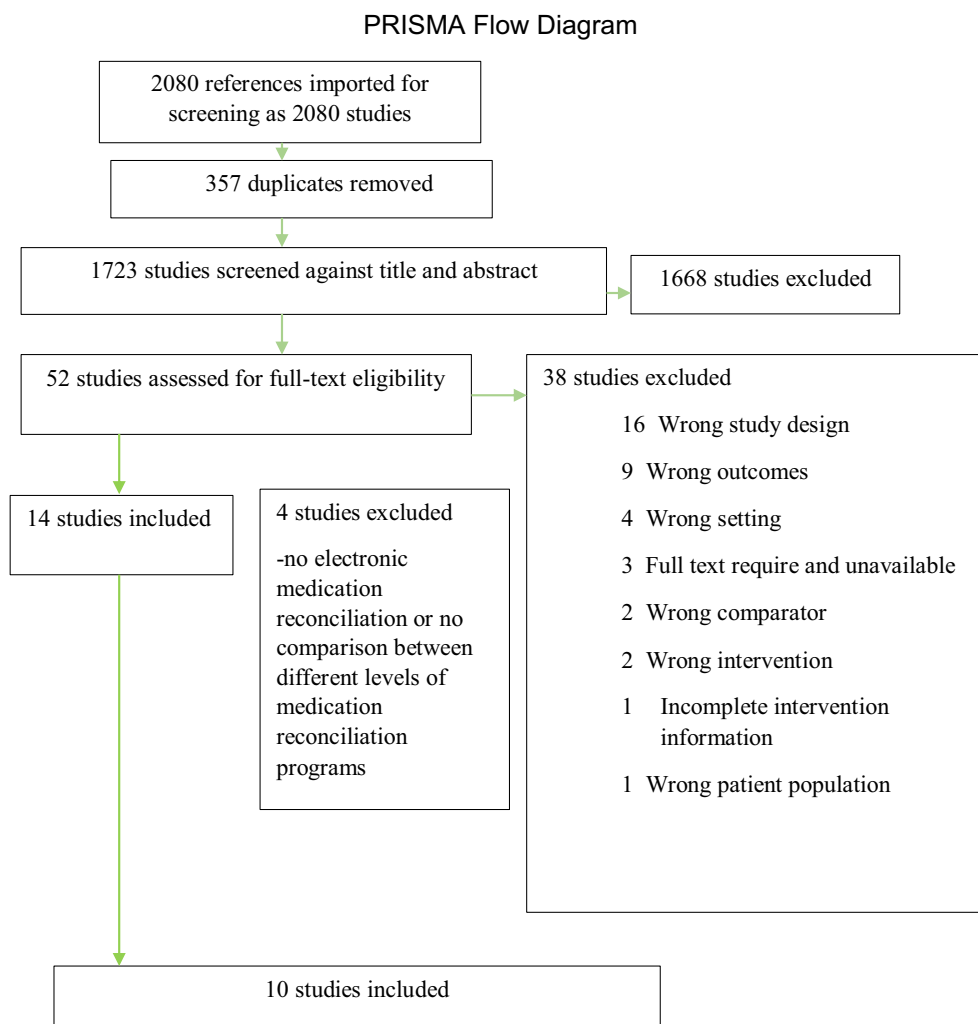 PRISMA Flow Diagram
2080 references imported for
screening as 2080 studies
357 duplicates removed
1723 studies screened against title and abstract
1668 studies excluded
52 studies assessed for full-text eligibility
38 studies excluded
16 Wrong study design
9 Wrong outcomes
4 Wrong setting
3 Full text require and unavailable
2 Wrong comparator
2 Wrong intervention
1 Incomplete intervention
information
1 Wrong patient population
14 studies included
4 studies excluded
-no electronic
medication
reconciliation or no
comparison between
different levels of
medication
reconciliation
programs
10 studies included